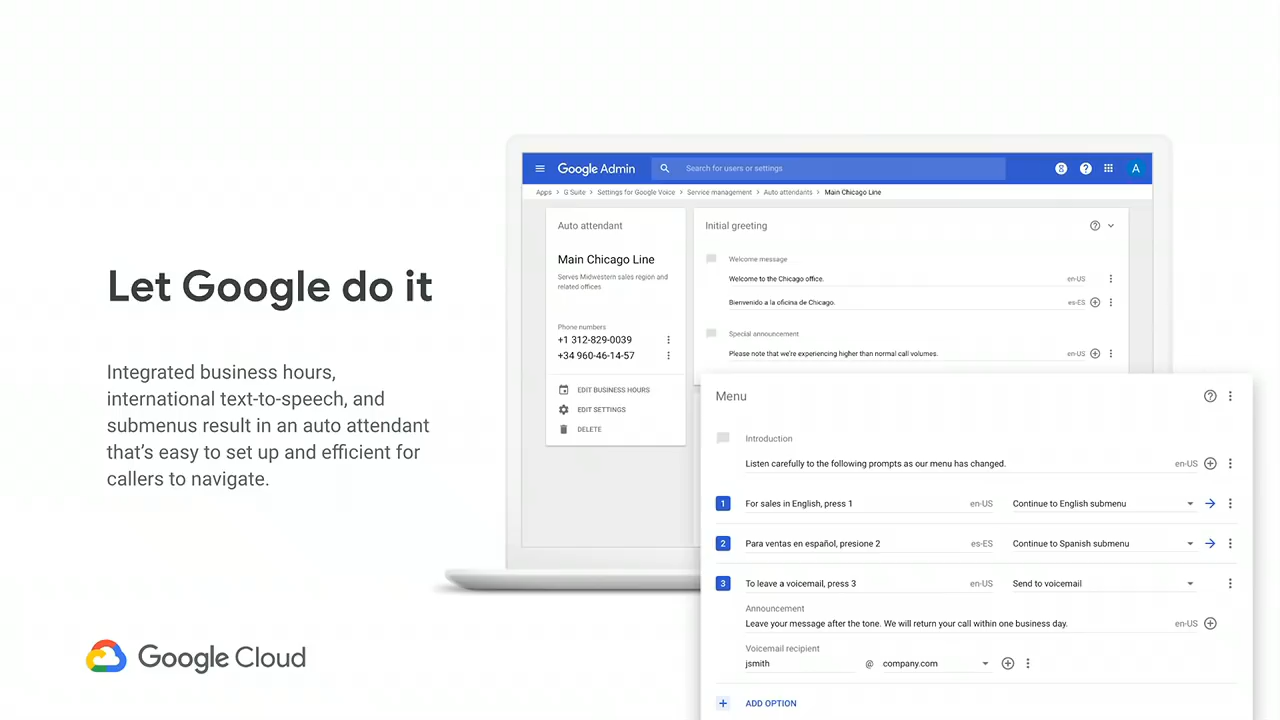 Let Google do it
Integrated business hours,
international text-to-speech, and
submenus result in an auto attendant
that's easy to set up and efficient for
callers to navigate.
Google Cloud
Google Admin
Search for users or settings
A
Apps > G Suite > Settings for Google Voice > Service management > Auto attendants > Main Chicago Line
Auto attendant
Main Chicago Line
Serves Midwestern sales region and
related offices
Phone numbers
+1 312-829-0039
+34 960-46-14-57
EDIT BUSINESS HOURS
EDIT SETTINGS
DELETE
Initial greeting
Welcome message
Welcome to the Chicago office. en-US
Bienvenido a la oficina de Chicago. es-ES
Special announcement
Please note that we're experiencing higher than normal call volumes. en-US
Menu
Introduction
Listen carefully to the following prompts as our menu has changed. en-US
1 For sales in English, press 1 en-US Continue to English submenu
2 Para ventas en español, presione 2 es-ES Continue to Spanish submenu
3 To leave a voicemail, press 3 en-US Send to voicemail
Announcement
Leave your message after the tone. We will return your call within one business day. en-US
Voicemail recipient
jsmith @ company.com
+ ADD OPTION